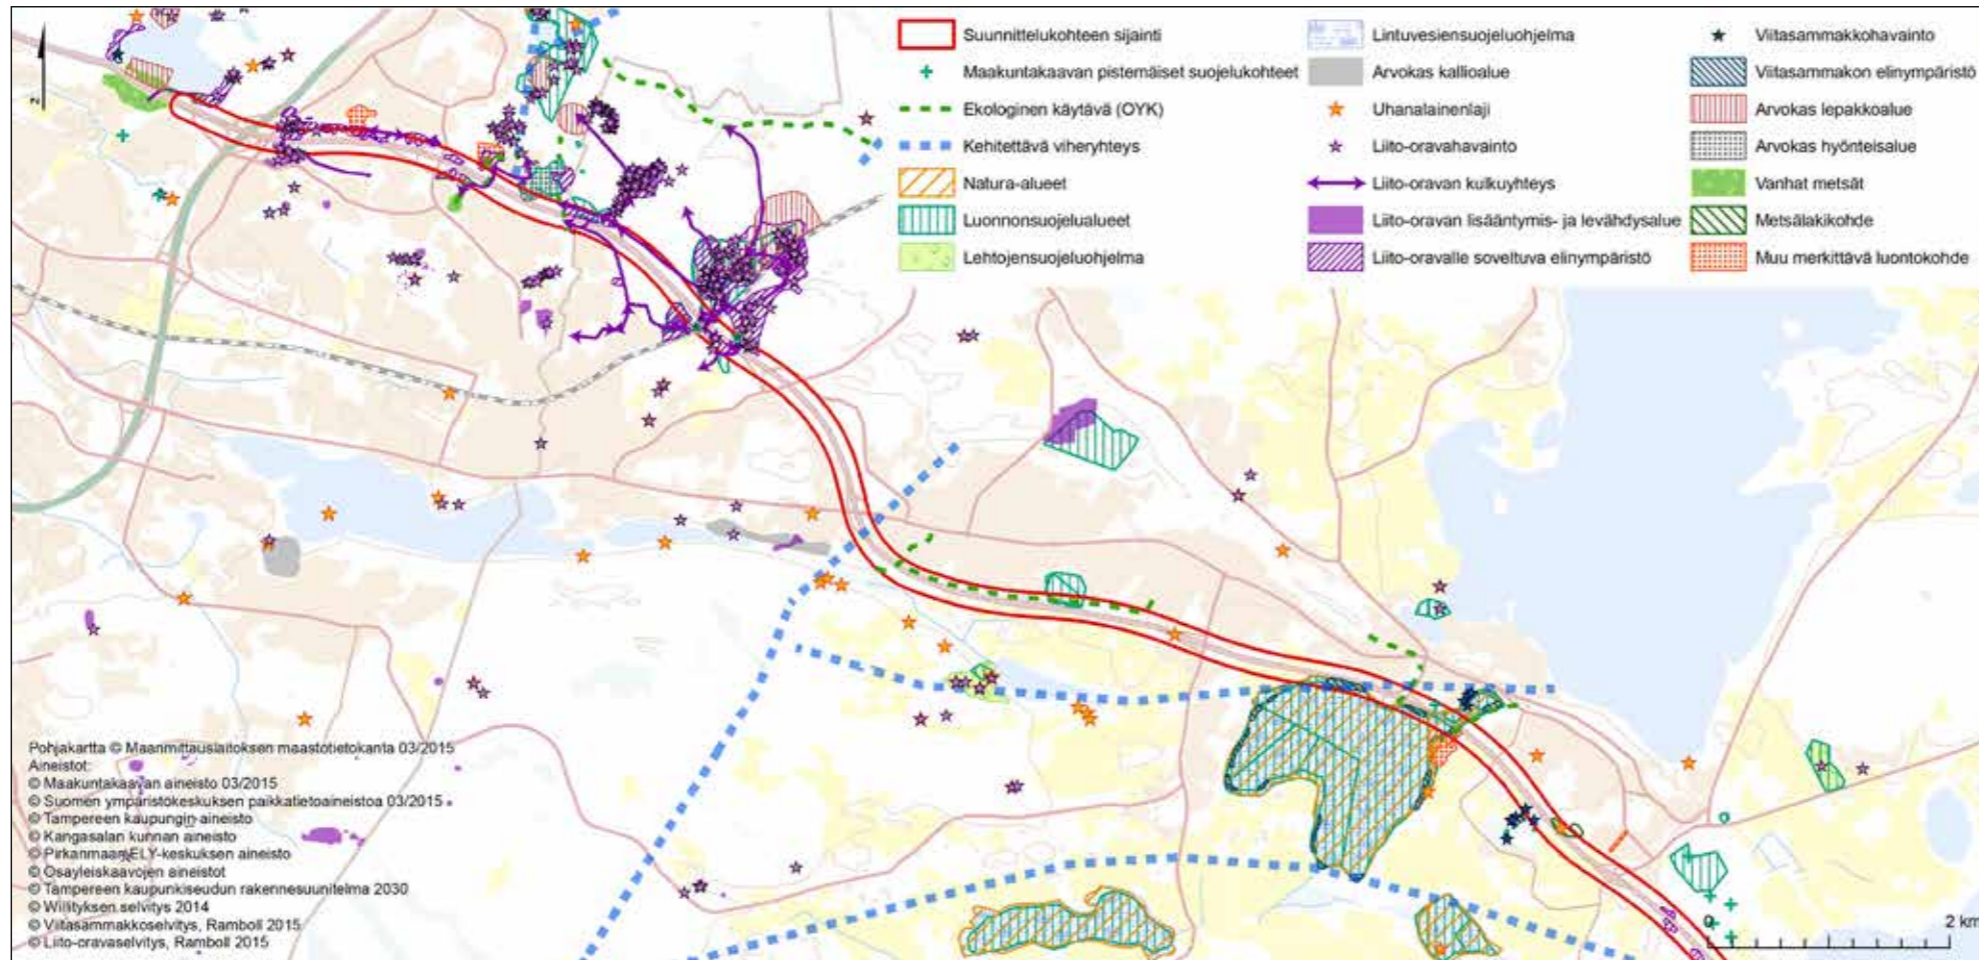 Suunnittelukohteen sijainti
Maakuntakaavan pistemäiset suojelukohteet
Ekologinen käytävä (OYK)
Kehitettävä viheryhteys
Natura-alueet
Luonnonsuojelualueet
Lehtojensuojeluohjelma
Lintuvesiensuojeluohjelma
Arvokas kallioalue
Uhanalainenlaji
Liito-oravahavainto
Liito-oravan kulkuyhteys
Liito-oravan lisääntymis- ja levähdysalue
Liito-oravalle soveltuva elinympäristö
Viitasammakkohavainto
Viitasammakon elinympäristö
Arvokas lepakkoalue
Arvokas hyönteisalue
Vanhat metsät
Metsälakikohde
Muu merkittävä luontokohde
N
Pohjakartta © Maanmittauslaitoksen maastotietokanta 03/2015
Aineistot:
© Maakuntakaavan aineisto 03/2015
© Suomen ympäristökeskuksen paikkatietoaineistoa 03/2015
© Tampereen kaupungin aineisto
© Kangasalan kunnan aineisto
© Pirkanmaan ELY-keskuksen aineisto
© Osayleiskaavojen aineistot
© Tampereen kaupunkiseudun rakennesuunitelma 2030
© Willityksen selvitys 2014
© Viitasammakkoselvitys, Ramboll 2015
© Liito-oravaselvitys, Ramboll 2015
0 2 km